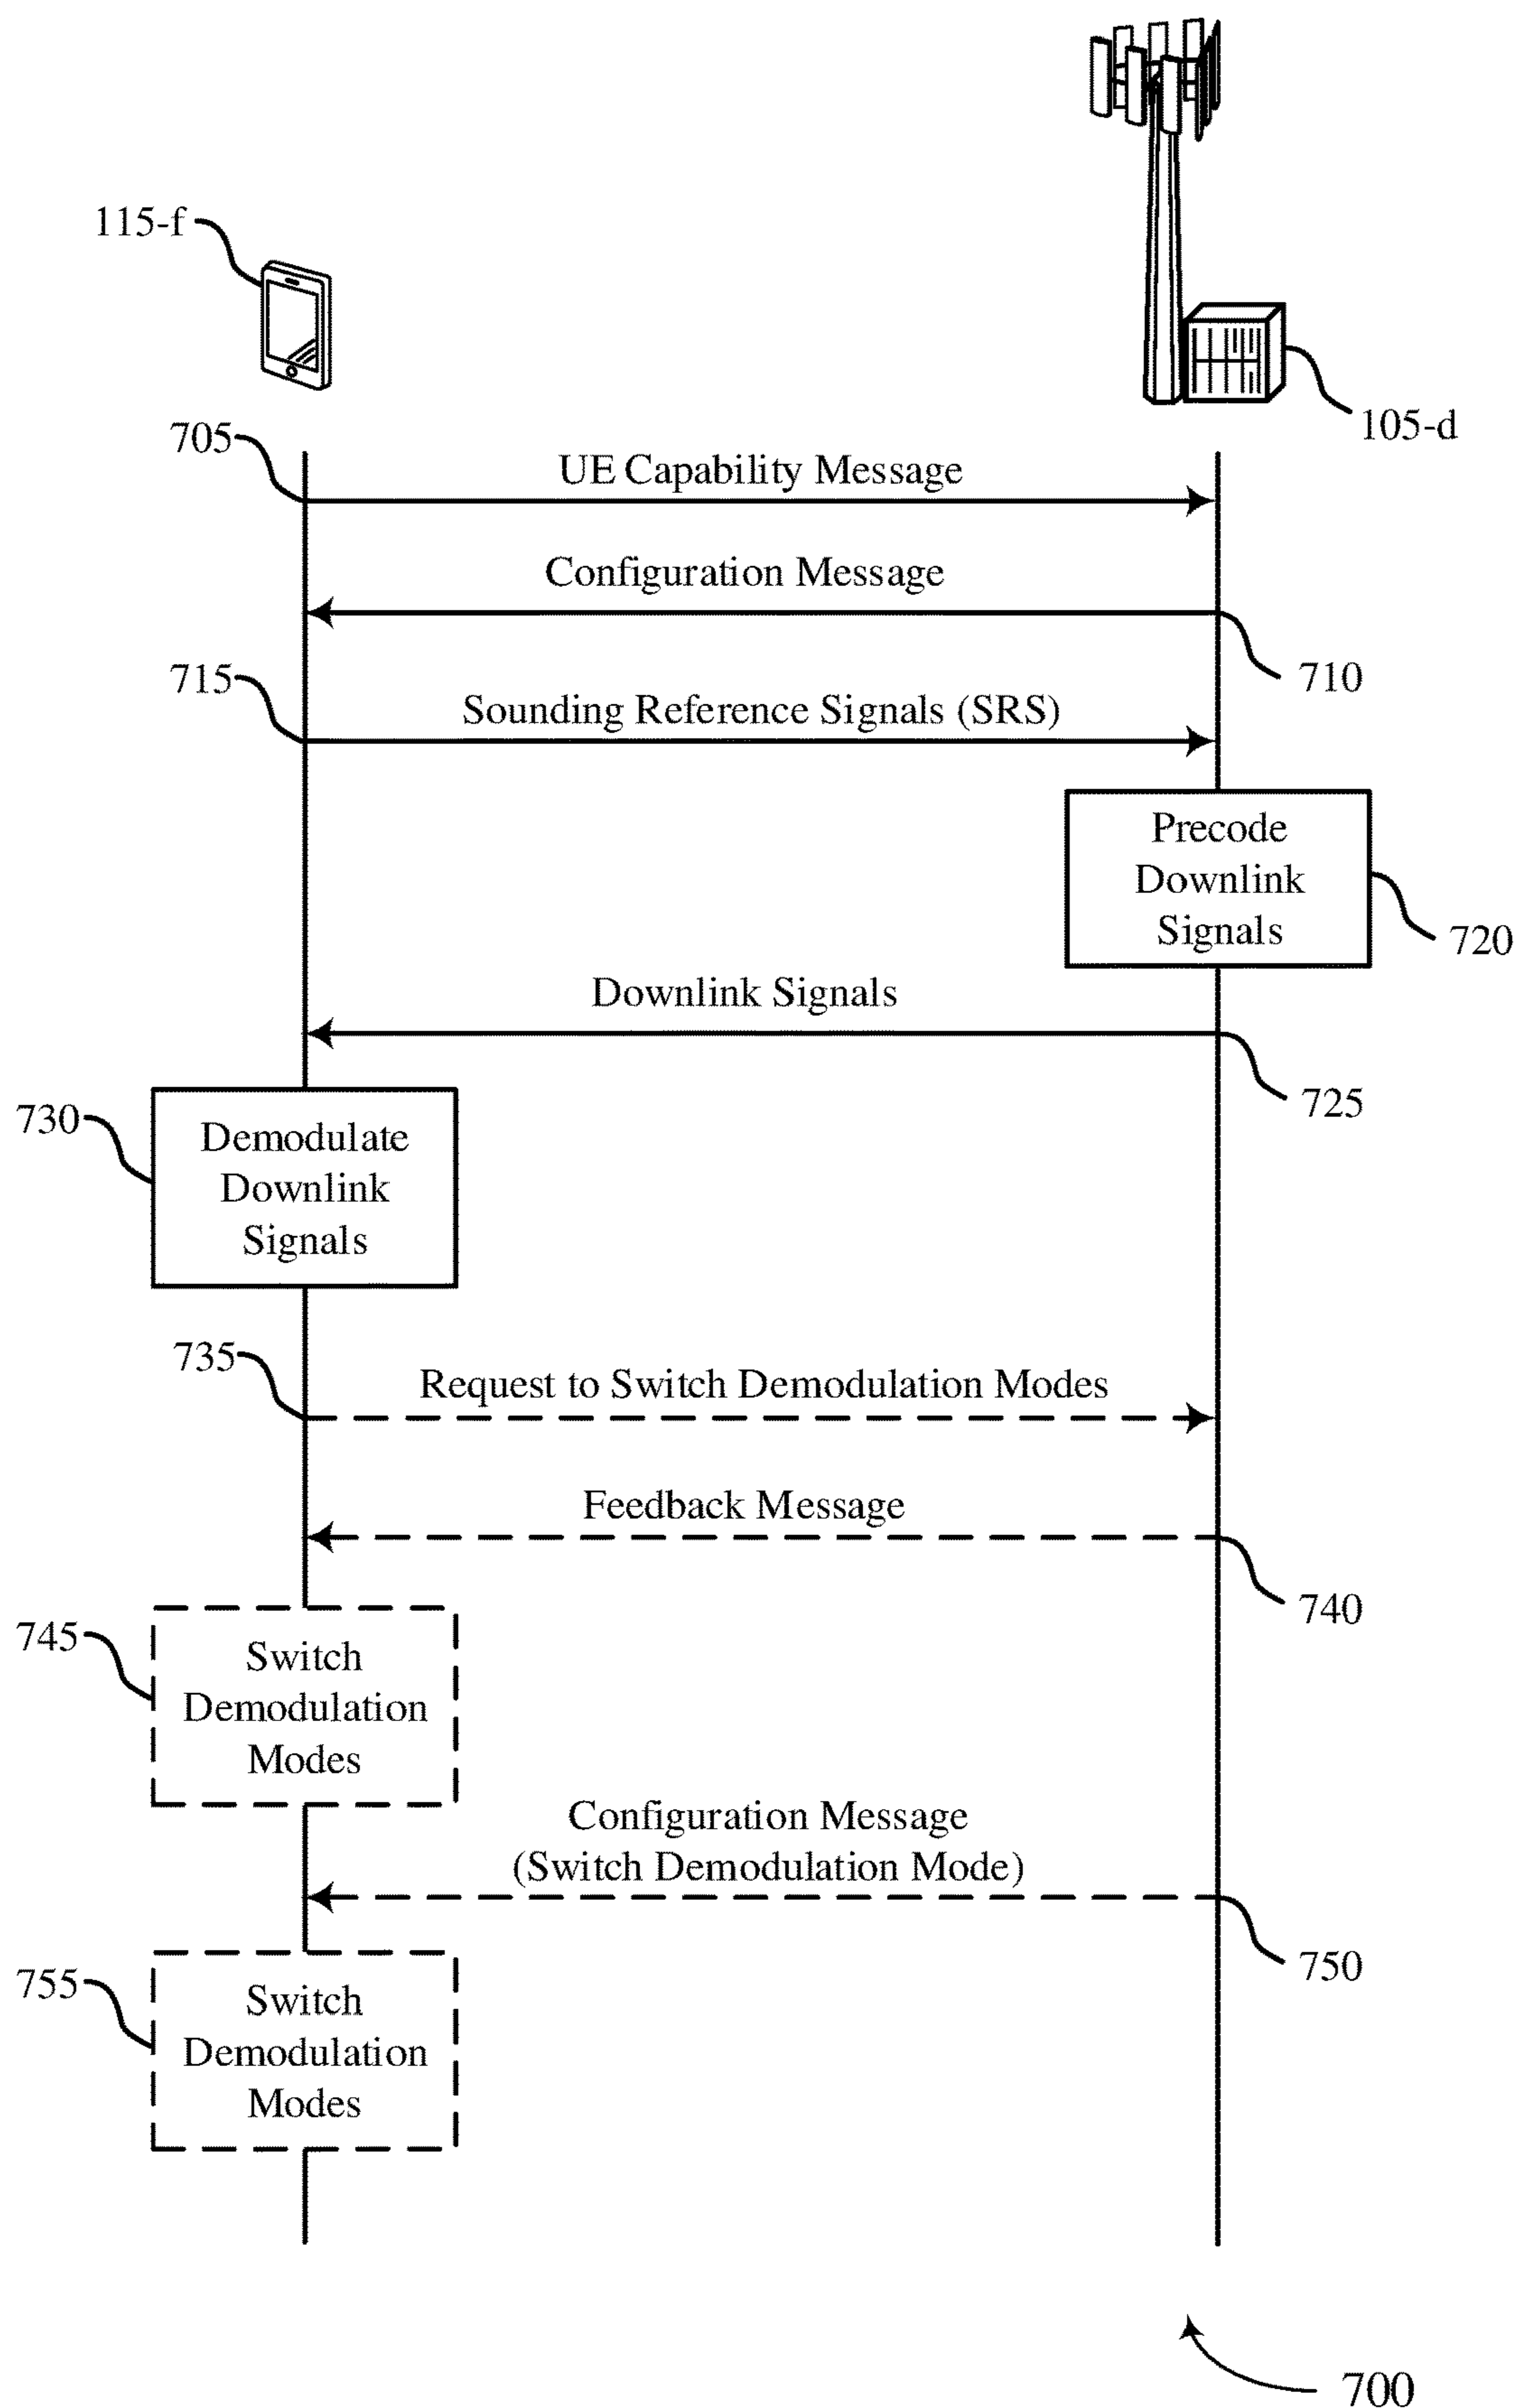 115-f
105-d
705
UE Capability Message
Configuration Message
710
715
Sounding Reference Signals (SRS)
Precode
Downlink
Signals
720
Downlink Signals
725
730
Demodulate
Downlink
Signals
735
Request to Switch Demodulation Modes
Feedback Message
740
745
Switch
Demodulation
Modes
Configuration Message
(Switch Demodulation Mode)
750
755
Switch
Demodulation
Modes
700